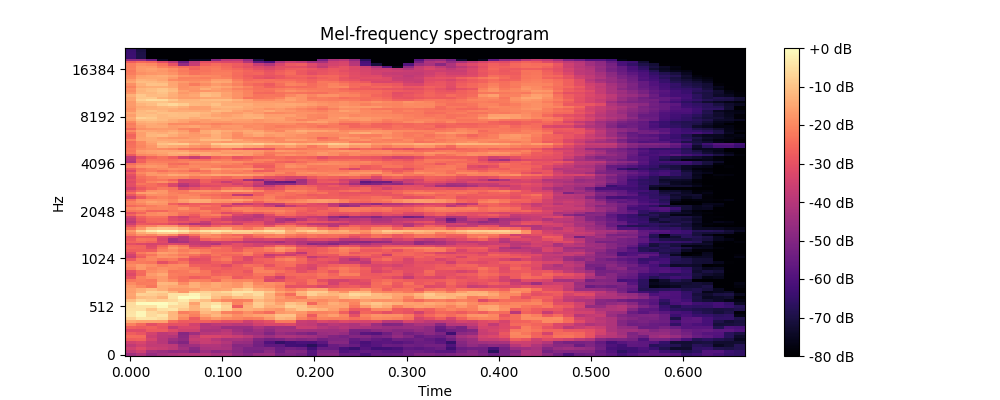 Mel-frequency spectrogram
Hz
16384
8192
4096
2048
1024
512
0
0.000 0.100 0.200 0.300 0.400 0.500 0.600
Time
+0 dB
-10 dB
-20 dB
-30 dB
-40 dB
-50 dB
-60 dB
-70 dB
-80 dB